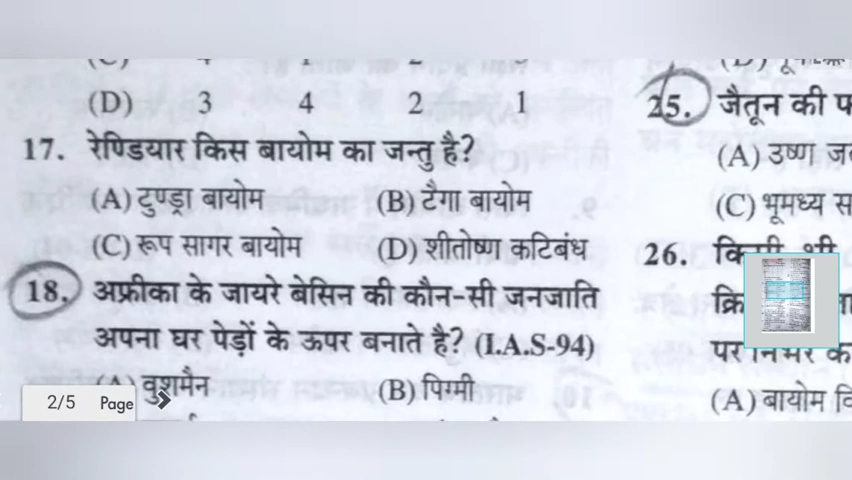 (D) 3 4 2 1
17. रेण्डियार किस बायोम का जन्तु है?
(A) टुण्ड्रा बायोम (B) टैगा बायोम
(C) रूप सागर बायोम (D) शीतोष्ण कटिबंध
18. अफ्रीका के जायरे बेसिन की कौन-सी जनजाति
अपना घर पेड़ों के ऊपर बनाते है? (I.A.S-94)
वुशमैन (B) पिग्मी
25. जैतून की
(A) उष्ण
(C) भूमध्य
26.
पर निर्भर
(A) बायोम
2/5 Page